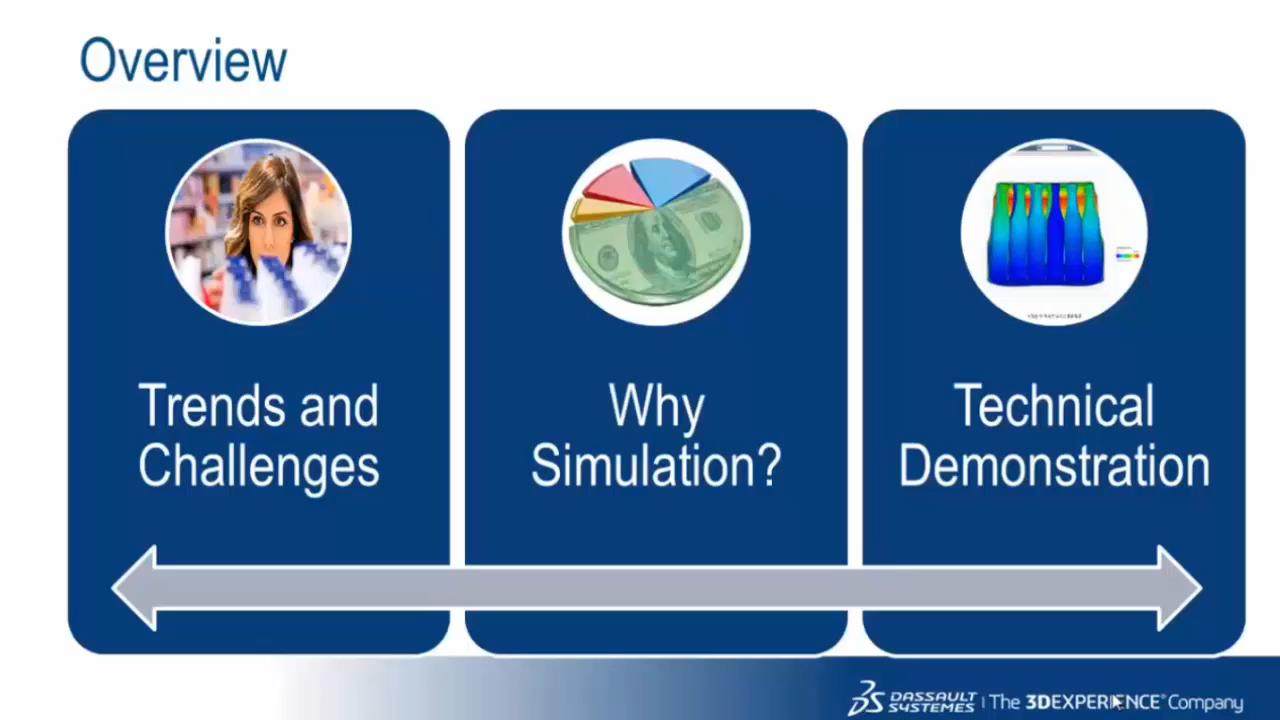 Overview
Trends and
Challenges
Why
Simulation?
Technical
Demonstration
DASSAULT
SYSTEMES
The 3DEXPERIENCE® Company